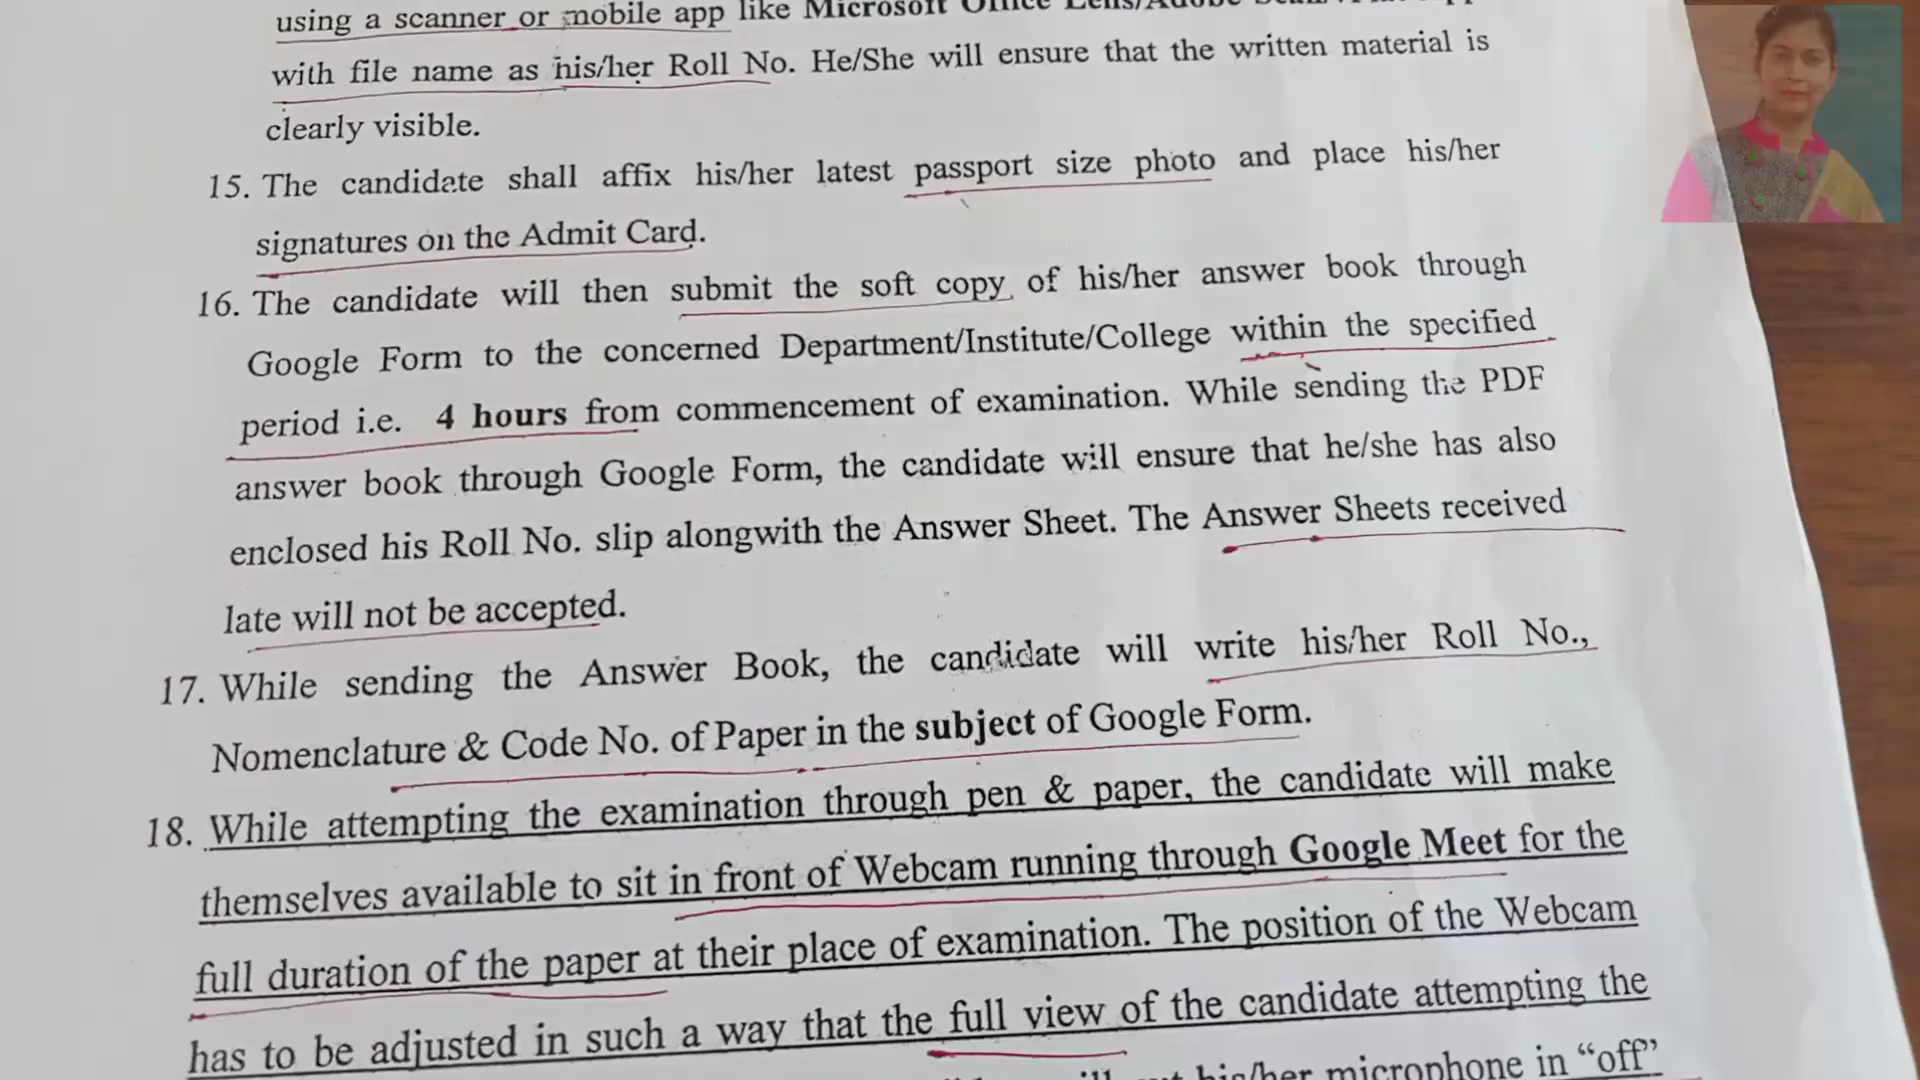 using a scanner or mobile app like Microsoft Office Lens/Adobe
with file name as his/her Roll No. He/She will ensure that the written material is
clearly visible.
15. The candidate shall affix his/her latest passport size photo and place his/her
signatures on the Admit Card.
16. The candidate will then submit the soft copy of his/her answer book through
Google Form to the concerned Department/Institute/College within the specified
period i.e. 4 hours from commencement of examination. While sending the PDF
answer book through Google Form, the candidate will ensure that he/she has also
enclosed his Roll No. slip alongwith the Answer Sheet. The Answer Sheets received
late will not be accepted.
17. While sending the Answer Book, the candidate will write his/her Roll No.,
Nomenclature & Code No. of Paper in the subject of Google Form.
18. While attempting the examination through pen & paper, the candidate will make
themselves available to sit in front of Webcam running through Google Meet for the
full duration of the paper at their place of examination. The position of the Webcam
has to be adjusted in such a way that the full view of the candidate attempting the
his/her microphone in “off”